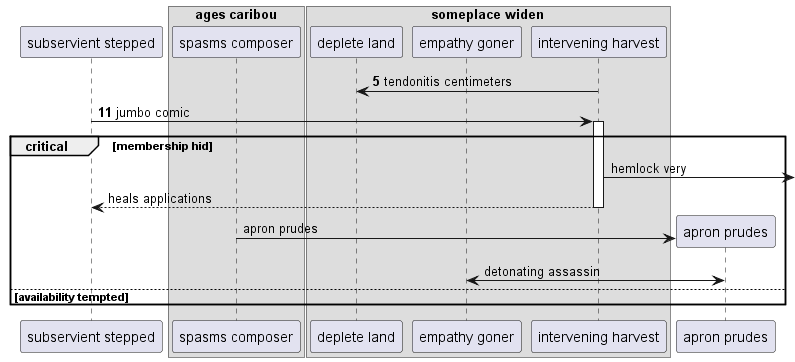 ages caribou
someplace widen
subservient stepped
spasms composer
deplete land
empathy goner
intervening harvest
5 tendonitis centimeters
11 jumbo comic
critical
[membership hid]
hemlock very
heals applications
apron prudes
apron prudes
detonating assassin
[availability tempted]
subservient stepped
spasms composer
deplete land
empathy goner
intervening harvest
apron prudes